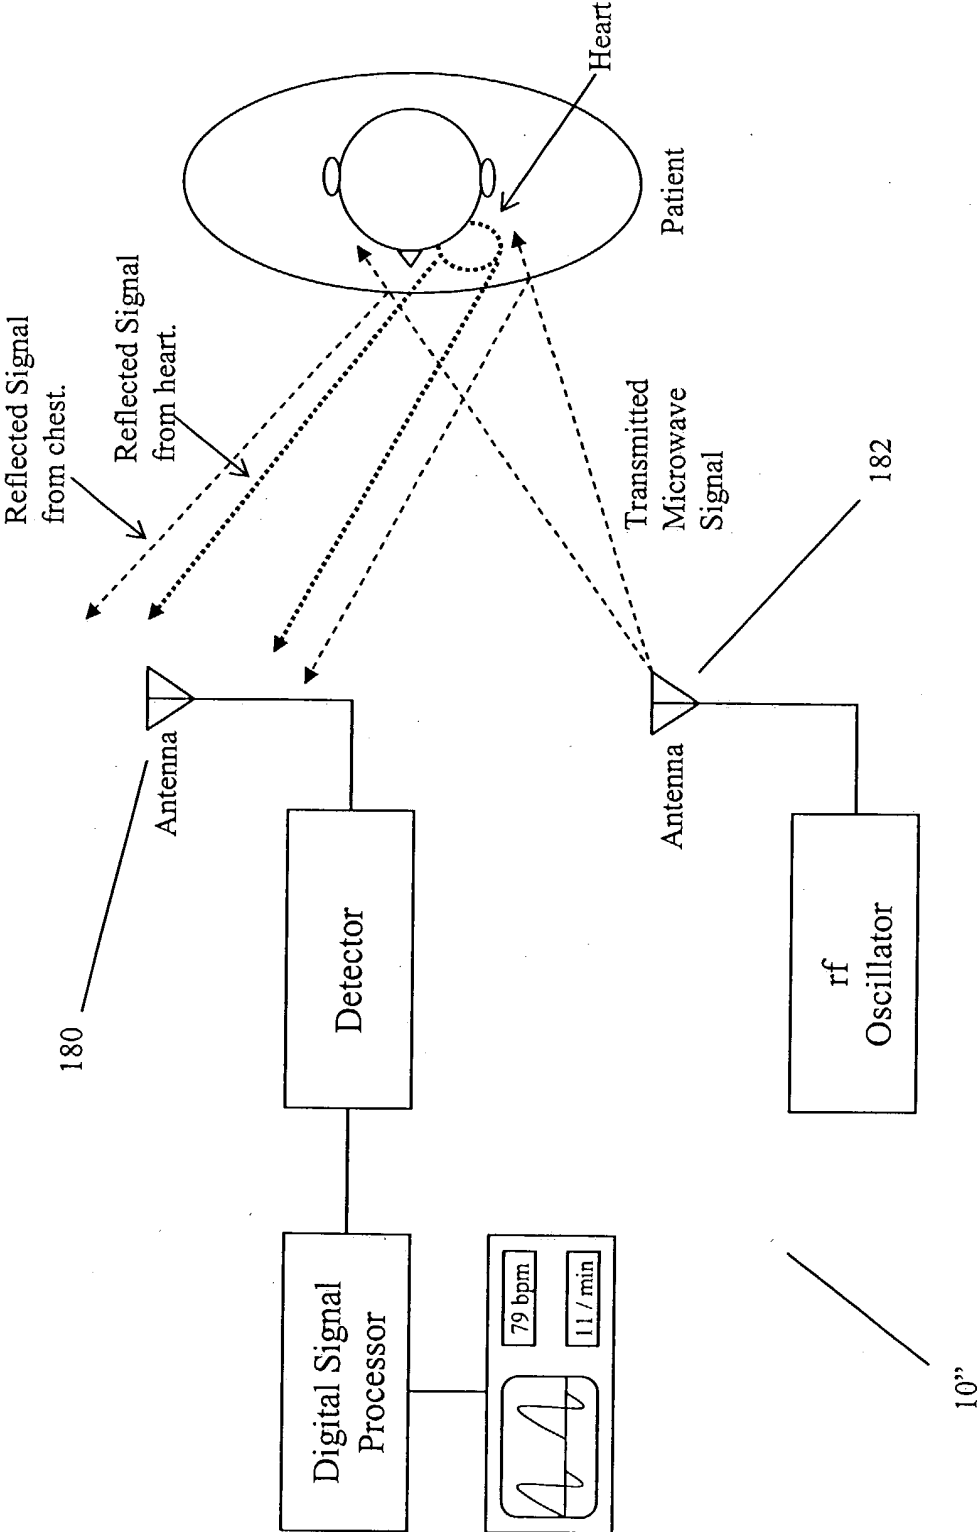 Reflected Signal
from chest.
Reflected Signal
from heart.
Heart
Patient
Transmitted
Microwave
Signal
180
Antenna
182
Antenna
Detector
rf
Oscillator
Digital Signal
Processor
79 bpm
11 / min
10”